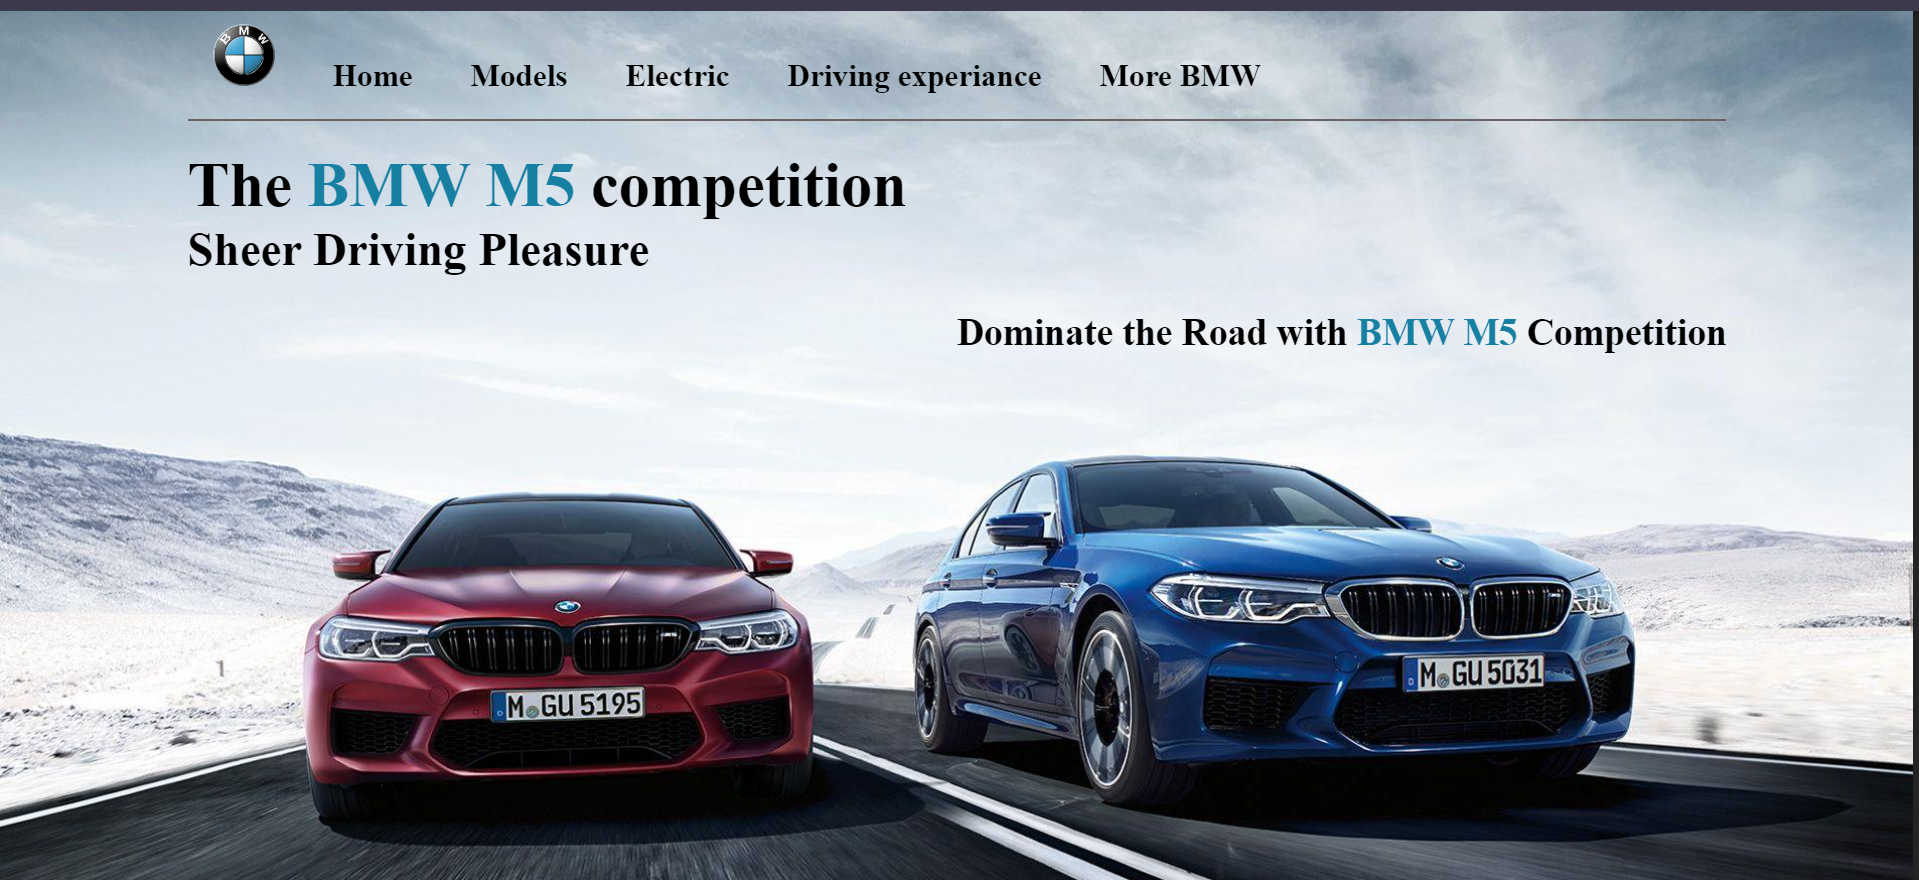 BMW
Home Models Electric Driving experiance More BMW
The BMW M5 competition
Sheer Driving Pleasure
Dominate the Road with BMW M5 Competition
M GU 5195
M GU 5031